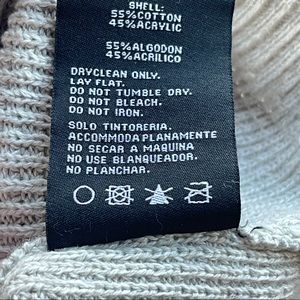 SHELL:
55%COTTON
45%ACRYLIC
55%ALGODON
45%ACRILICO
DRYCLEAN ONLY.
LAY FLAT.
DO NOT TUMBLE DRY.
DO NOT BLEACH.
DO NOT IRON.
SOLO TINTORERIA.
ACCOMMODA PLANAMENTE
NO SECAR A MAQUINA
NO USE BLANQUEADOR.
NO PLANCHAR.